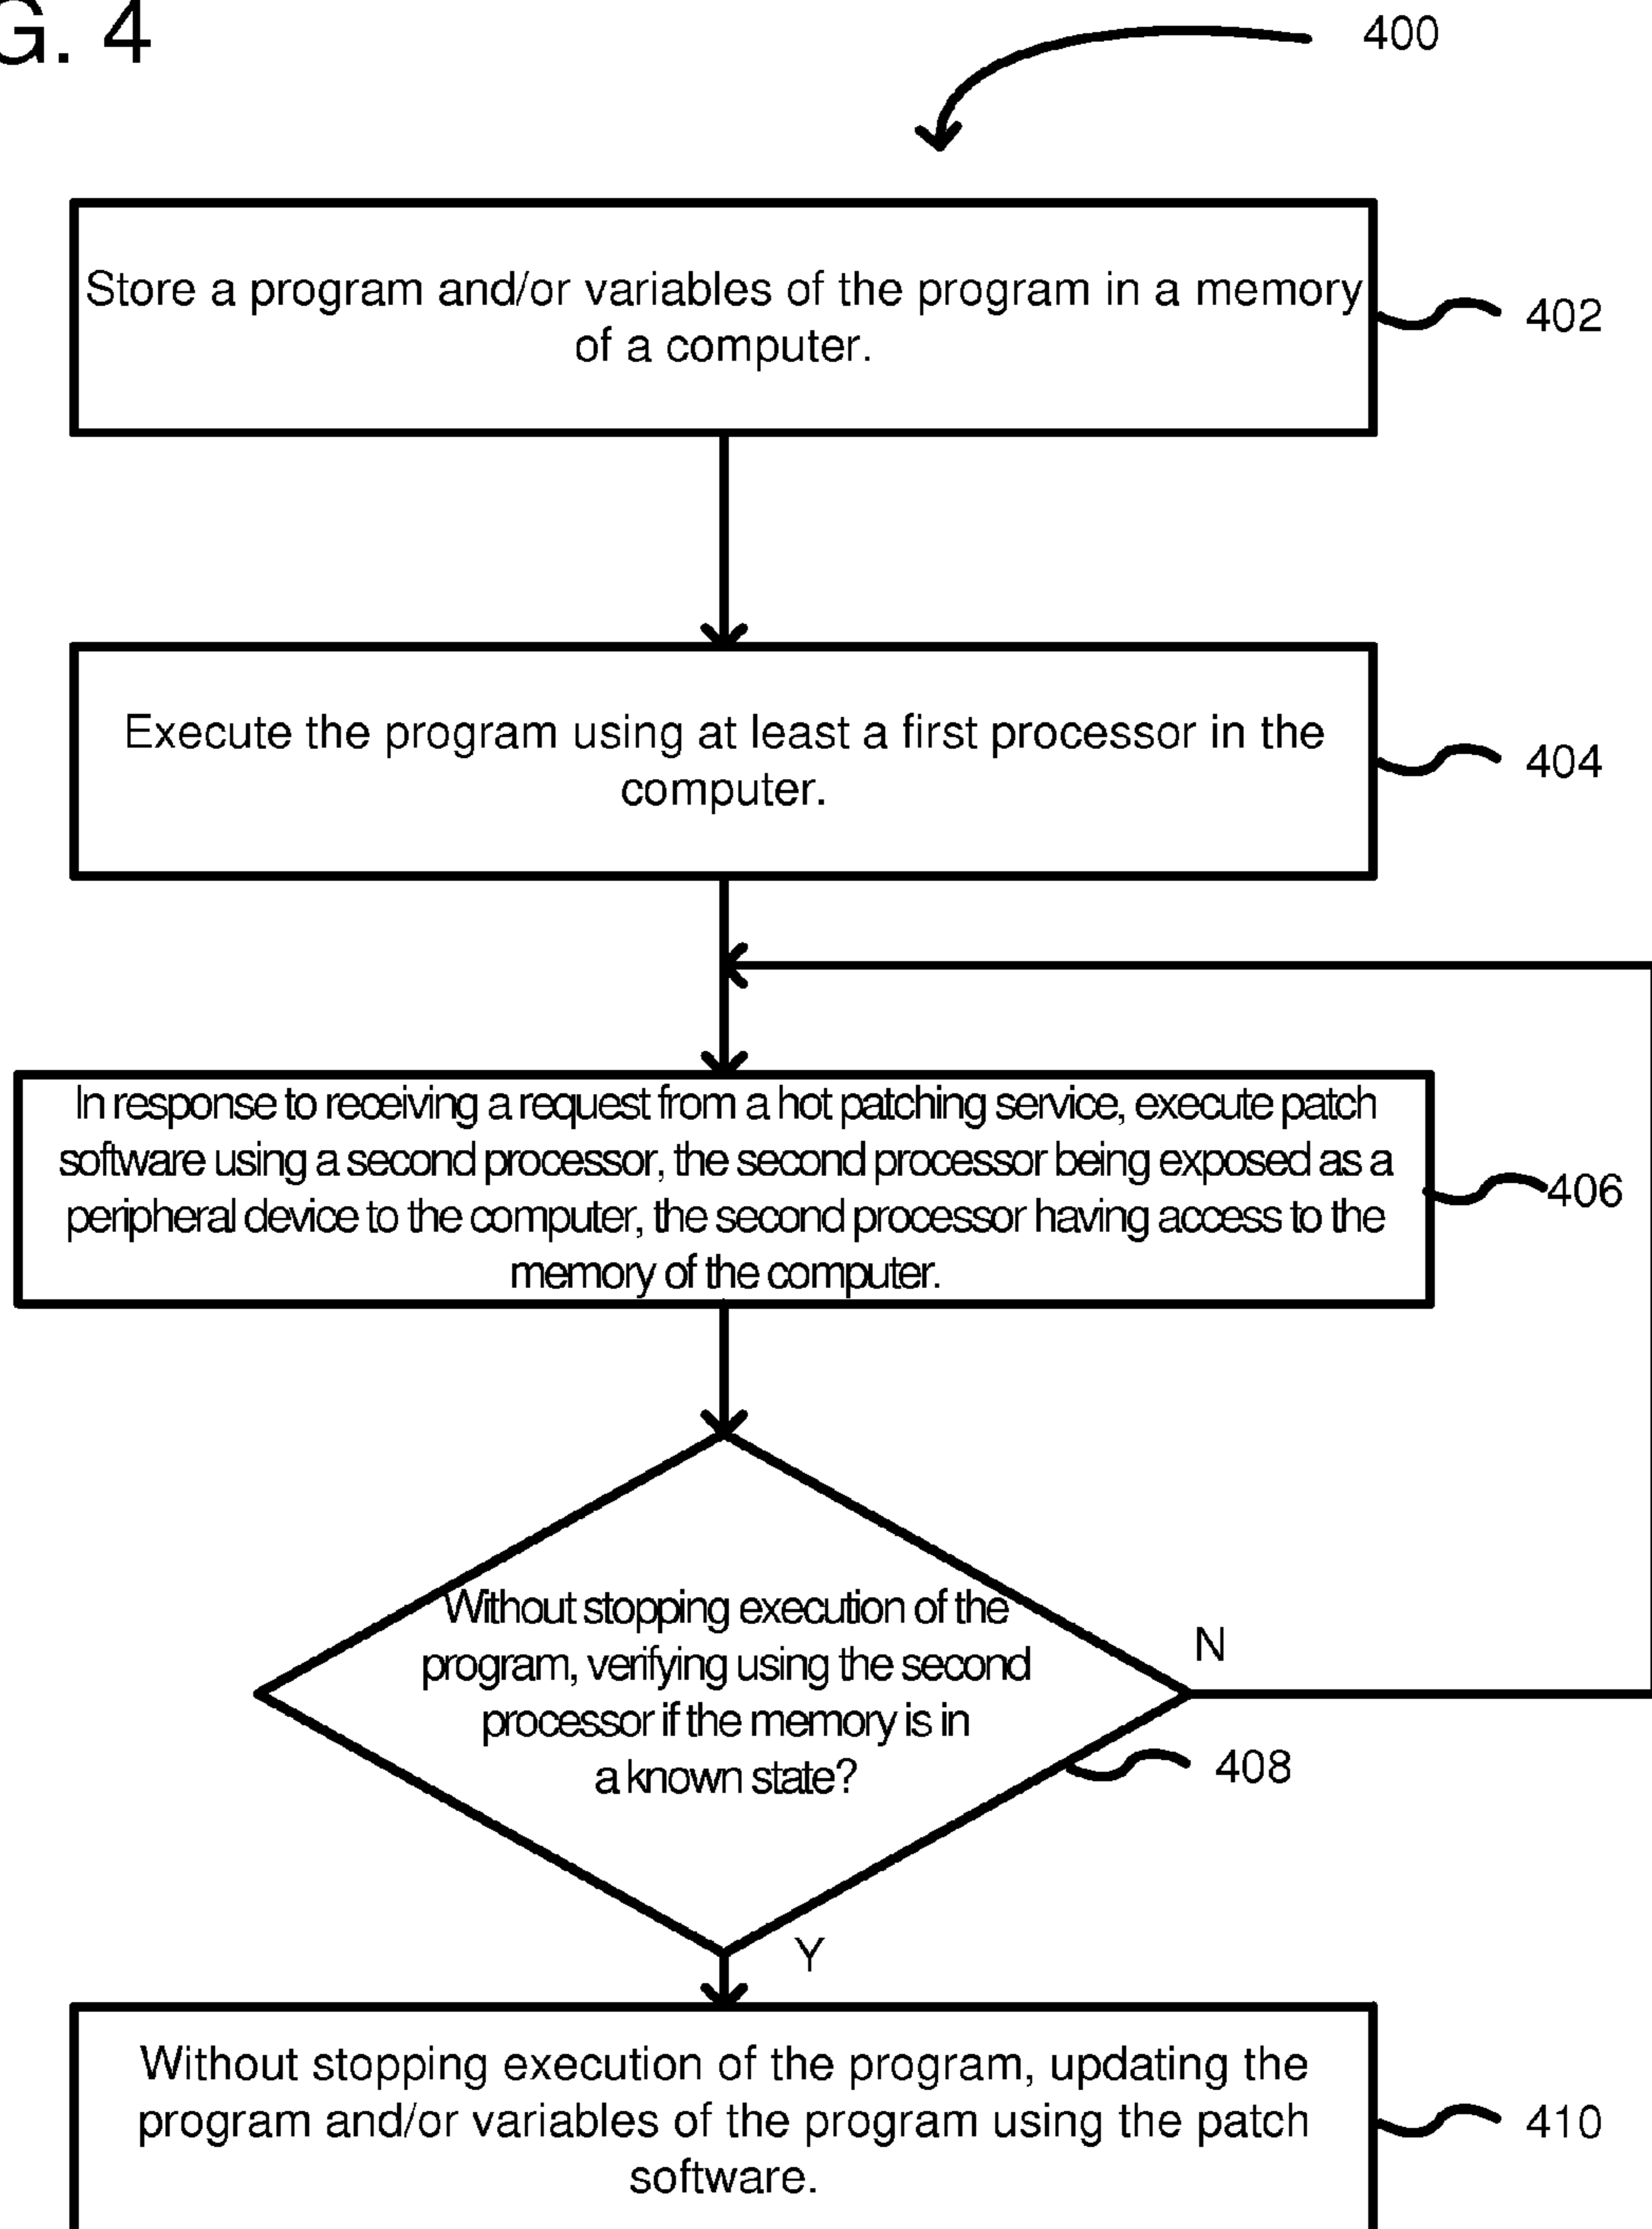 G. 4
400
Store a program and/or variables of the program in a memory
of a computer.
402
Execute the program using at least a first processor in the
computer.
404
In response to receiving a request from a hot patching service, execute patch
software using a second processor, the second processor being exposed as a
peripheral device to the computer, the second processor having access to the
memory of the computer.
406
Without stopping execution of the
program, verifying using the second
processor if the memory is in
a known state?
N
408
Y
Without stopping execution of the program, updating the
program and/or variables of the program using the patch
software.
410